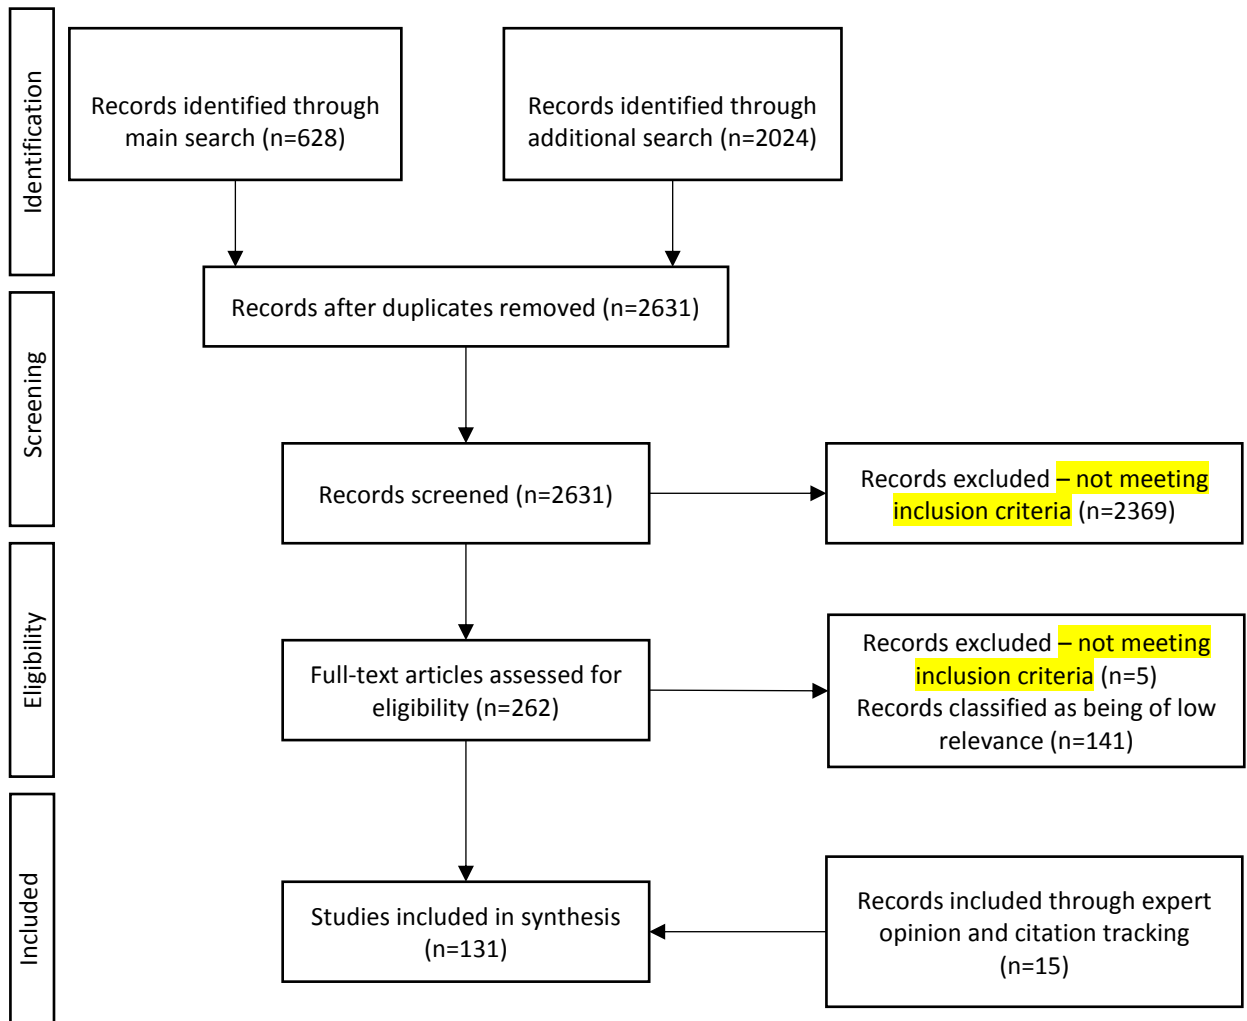 Identification
Records identified through
main search (n=628)
Records identified through
additional search (n=2024)
Records after duplicates removed (n=2631)
Screening
Records screened (n=2631)
Records excluded – not meeting
inclusion criteria (n=2369)
Eligibility
Full-text articles assessed for
eligibility (n=262)
Records excluded – not meeting
inclusion criteria (n=5)
Records classified as being of low
relevance (n=141)
Included
Studies included in synthesis
(n=131)
Records included through expert
opinion and citation tracking
(n=15)